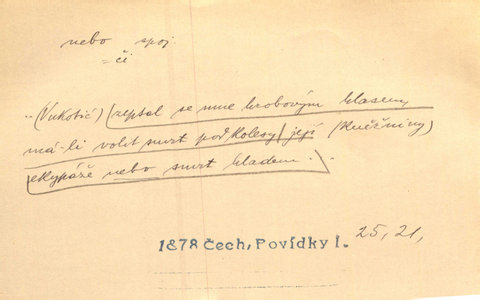 nebo spoj.
= či
.. (Vukotić) (zeptal se mne hrobovým hlasem,
má-li volit smrt pod kolesy / její (kněžniny)
ekypáže nebo smrt hladem. ) .
1878 Čech, Povídky I. 25, 21,